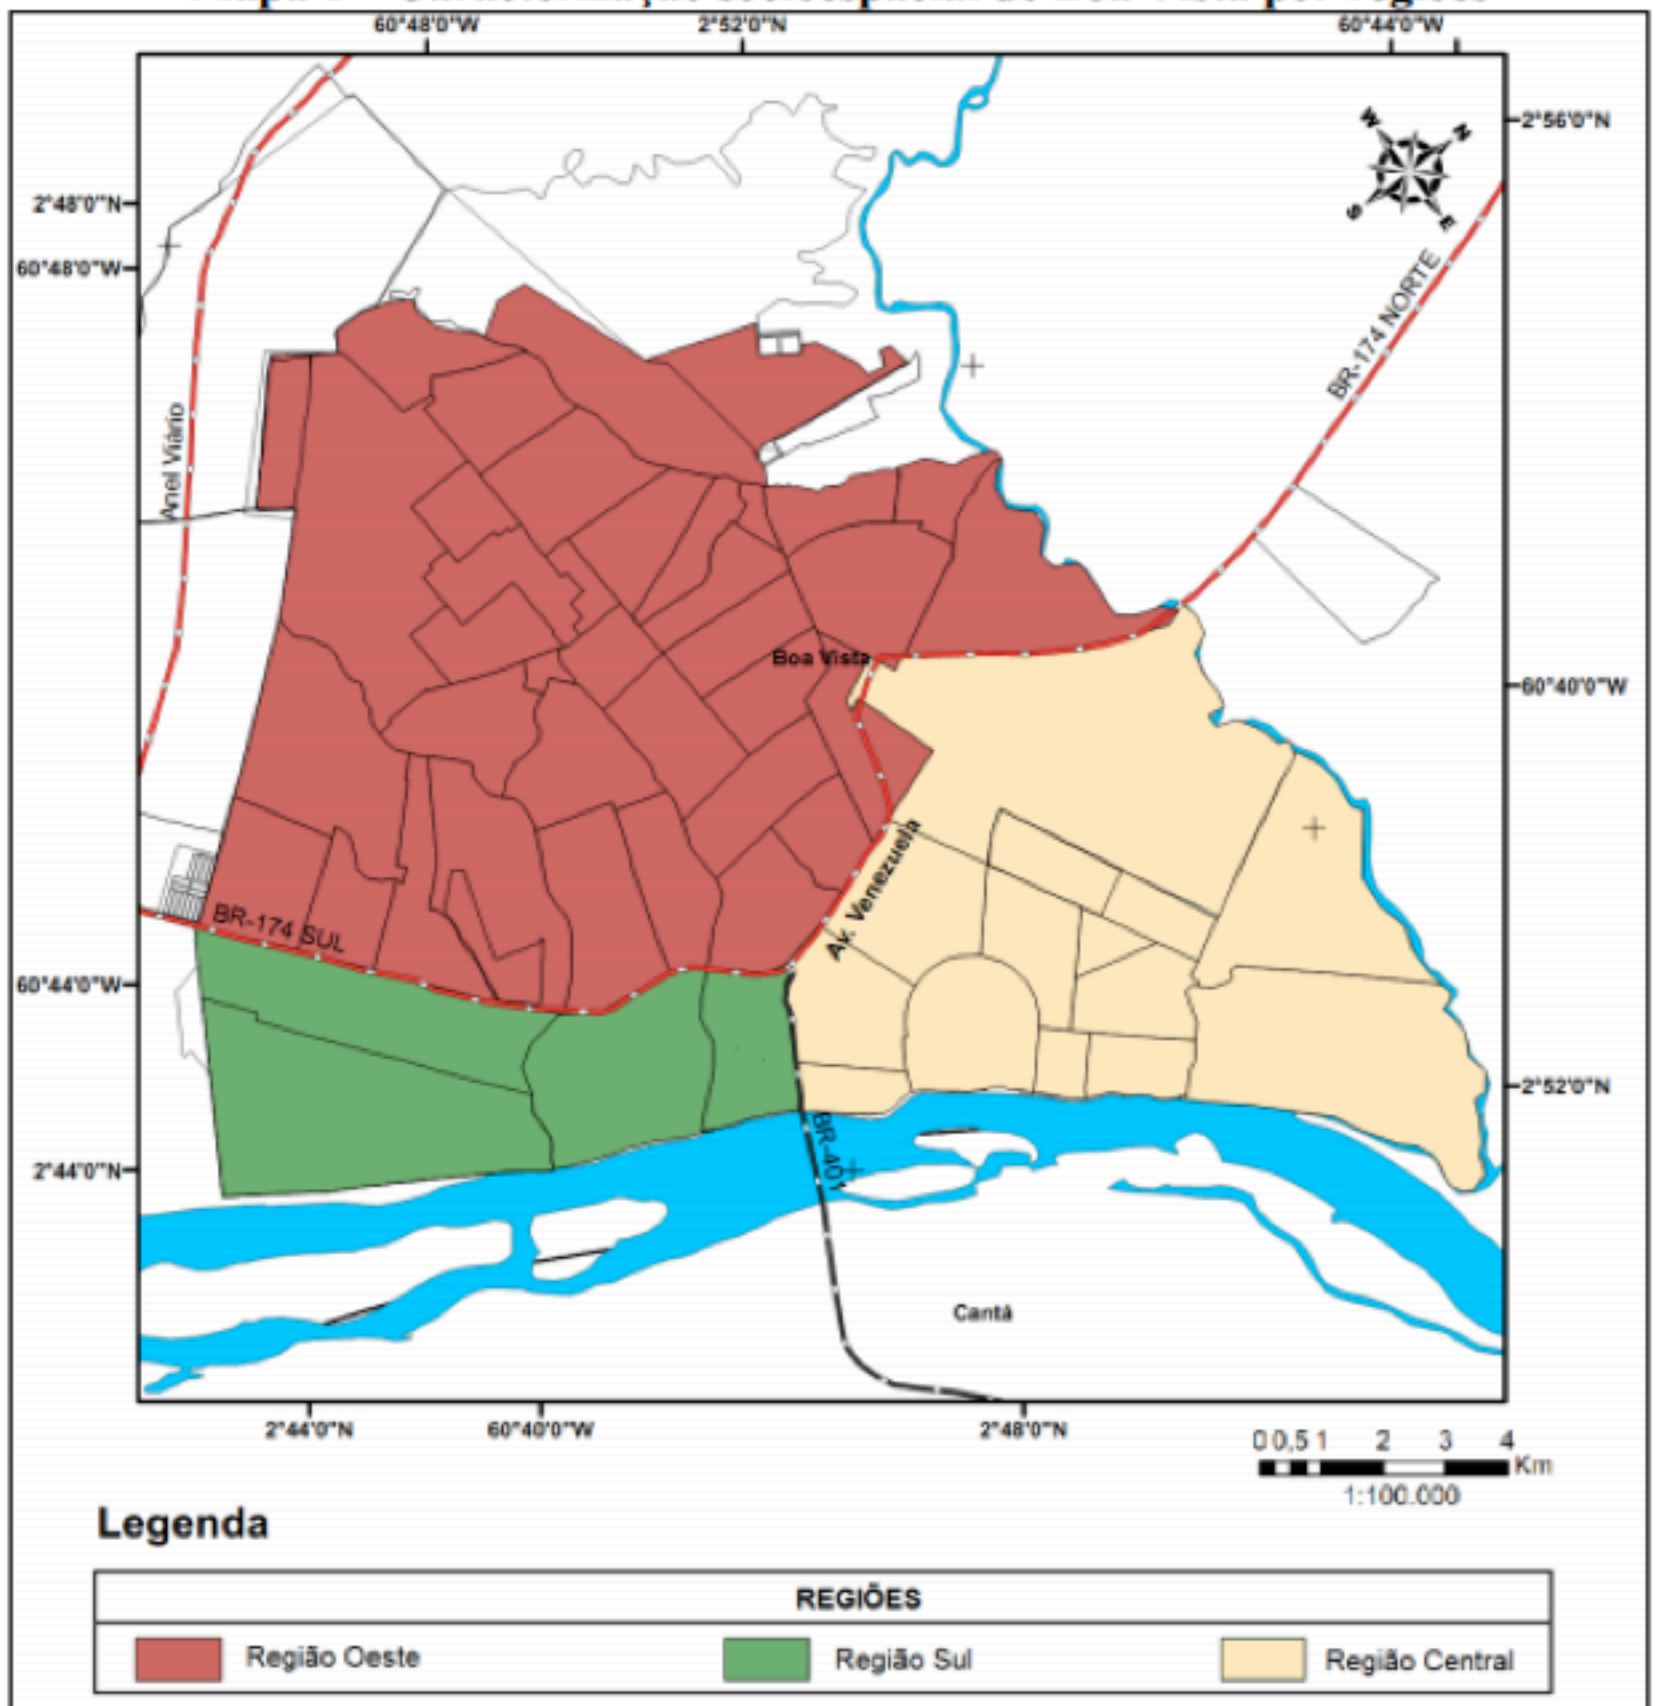 60°48'0"W 2°52'0"N 60°44'0"W
2°56'0"N
W N
S E
2°48'0"N
60°48'0"W
BR-174 NORTE
Anel Viário
Boa Vista
60°40'0"W
Av. Venezuela
BR-174 SUL
60°44'0"W
2°52'0"N
BR-401
2°44'0"N
Cantá
2°44'0"N 60°40'0"W 2°48'0"N
0 0,5 1 2 3 4
Km
1:100.000
Legenda
REGIÕES
Região Oeste Região Sul Região Central